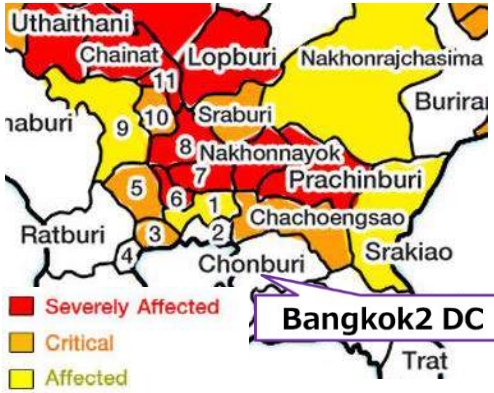 Uthaithani
Chainat
Lopburi
Nakhonrajchasima
11
Buriran
naburi
9
10
Sraburi
8
Nakhonnayok
7
Prachinburi
5
6
1
Chachoengsao
Ratburi
3
2
Srakiao
4
Chonburi
Severely Affected
Bangkok2 DC
Critical
Trat
Affected